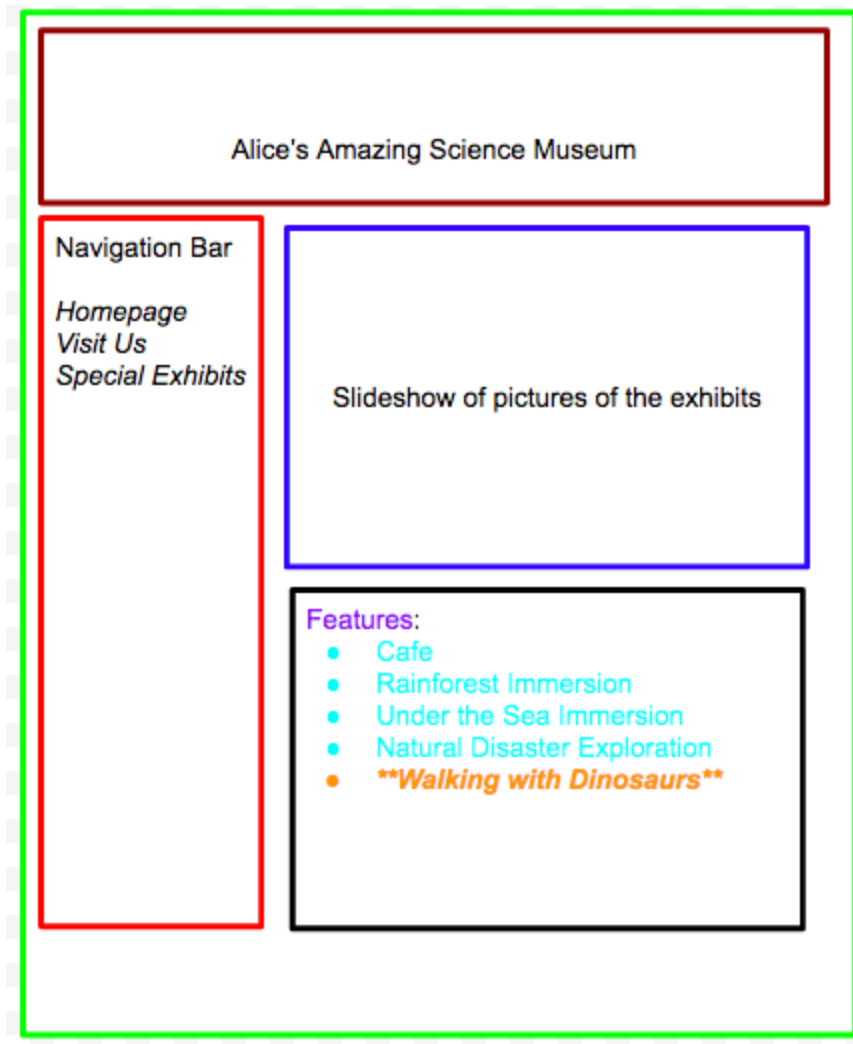 Alice's Amazing Science Museum
Navigation Bar
Homepage
Visit Us
Special Exhibits
Slideshow of pictures of the exhibits
Features:
● Cafe
● Rainforest Immersion
● Under the Sea Immersion
● Natural Disaster Exploration
● **Walking with Dinosaurs**